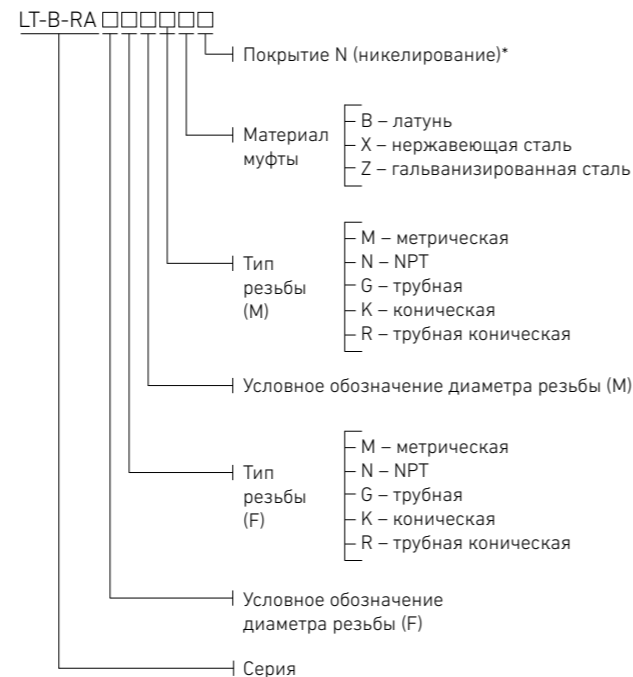 LT-B-RA □□□□□□
Покрытие N (никелирование)*
Материал
муфты
B – латунь
X – нержавеющая сталь
Z – гальванизированная сталь
Тип
резьбы
(M)
M – метрическая
N – NPT
G – трубная
K – коническая
R – трубная коническая
Условное обозначение диаметра резьбы (M)
Тип
резьбы
(F)
M – метрическая
N – NPT
G – трубная
K – коническая
R – трубная коническая
Условное обозначение
диаметра резьбы (F)
Серия